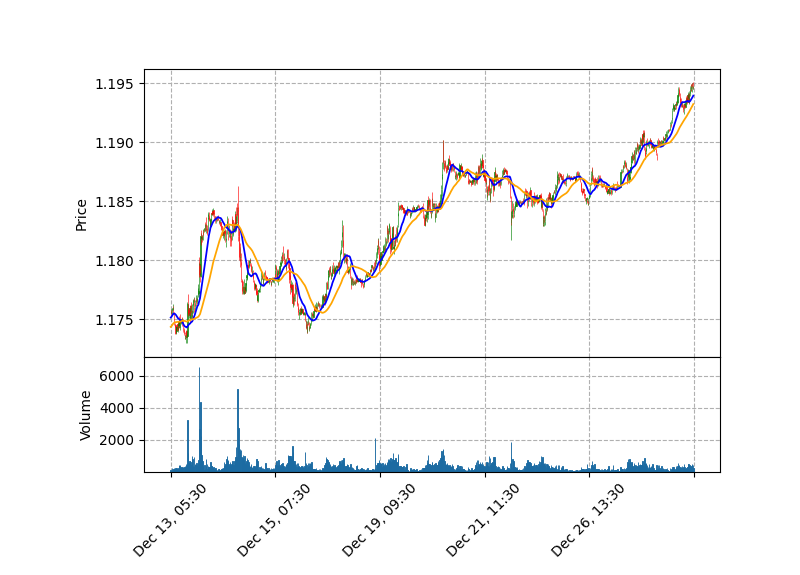 1.195
1.190
1.185
1.180
1.175
Price
6000
4000
2000
Volume
Dec 13, 05:30
Dec 15, 07:30
Dec 19, 09:30
Dec 21, 11:30
Dec 26, 13:30